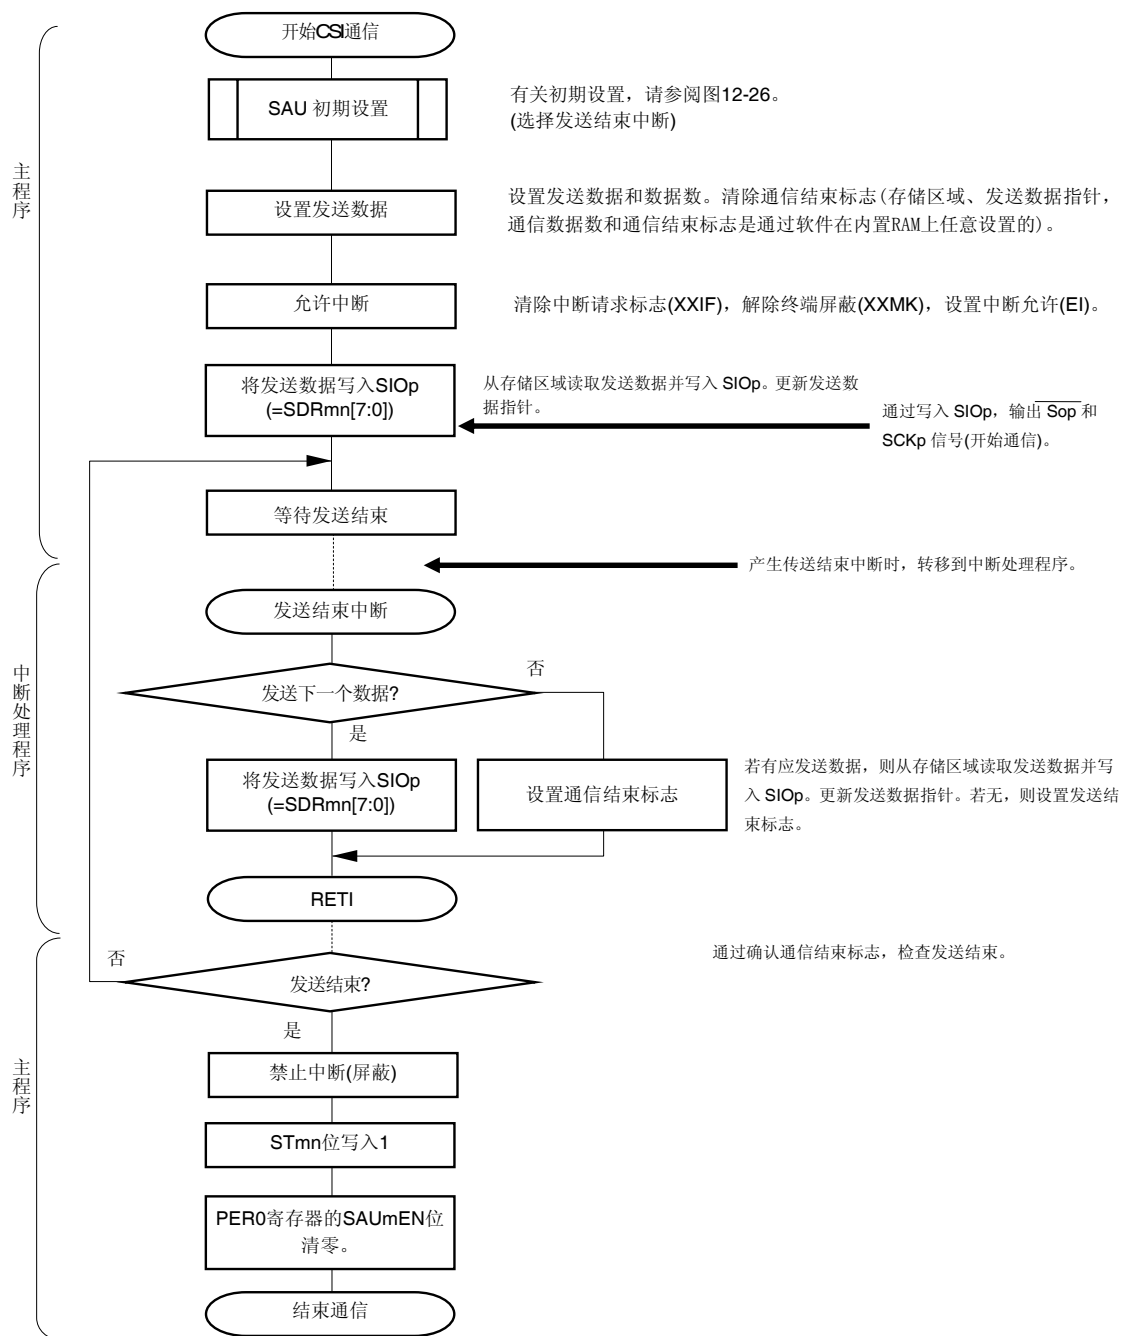 开始CSI通信
SAU 初期设置
有关初期设置，请参阅图12-26。
(选择发送结束中断)
主程序
设置发送数据
设置发送数据和数据数。清除通信结束标志(存储区域、发送数据指针，
通信数据数和通信结束标志是通过软件在内置RAM上任意设置的)。
允许中断
清除中断请求标志(XXIF)，解除终端屏蔽(XXMK)，设置中断允许(EI)。
将发送数据写入SIOp
(=SDRmn[7:0])
从存储区域读取发送数据并写入 SIOp。更新发送数
据指针。
通过写入 SIOp，输出 Sop 和
SCKp 信号(开始通信)。
等待发送结束
产生传送结束中断时，转移到中断处理程序。
发送结束中断
中断处理程序
发送下一个数据?
否
是
将发送数据写入SIOp
(=SDRmn[7:0])
设置通信结束标志
若有应发送数据，则从存储区域读取发送数据并写
入 SIOp。更新发送数据指针。若无，则设置发送结
束标志。
RETI
否
发送结束?
通过确认通信结束标志，检查发送结束。
是
主程序
禁止中断(屏蔽)
STmn位写入1
PER0寄存器的SAUmEN位
清零。
结束通信